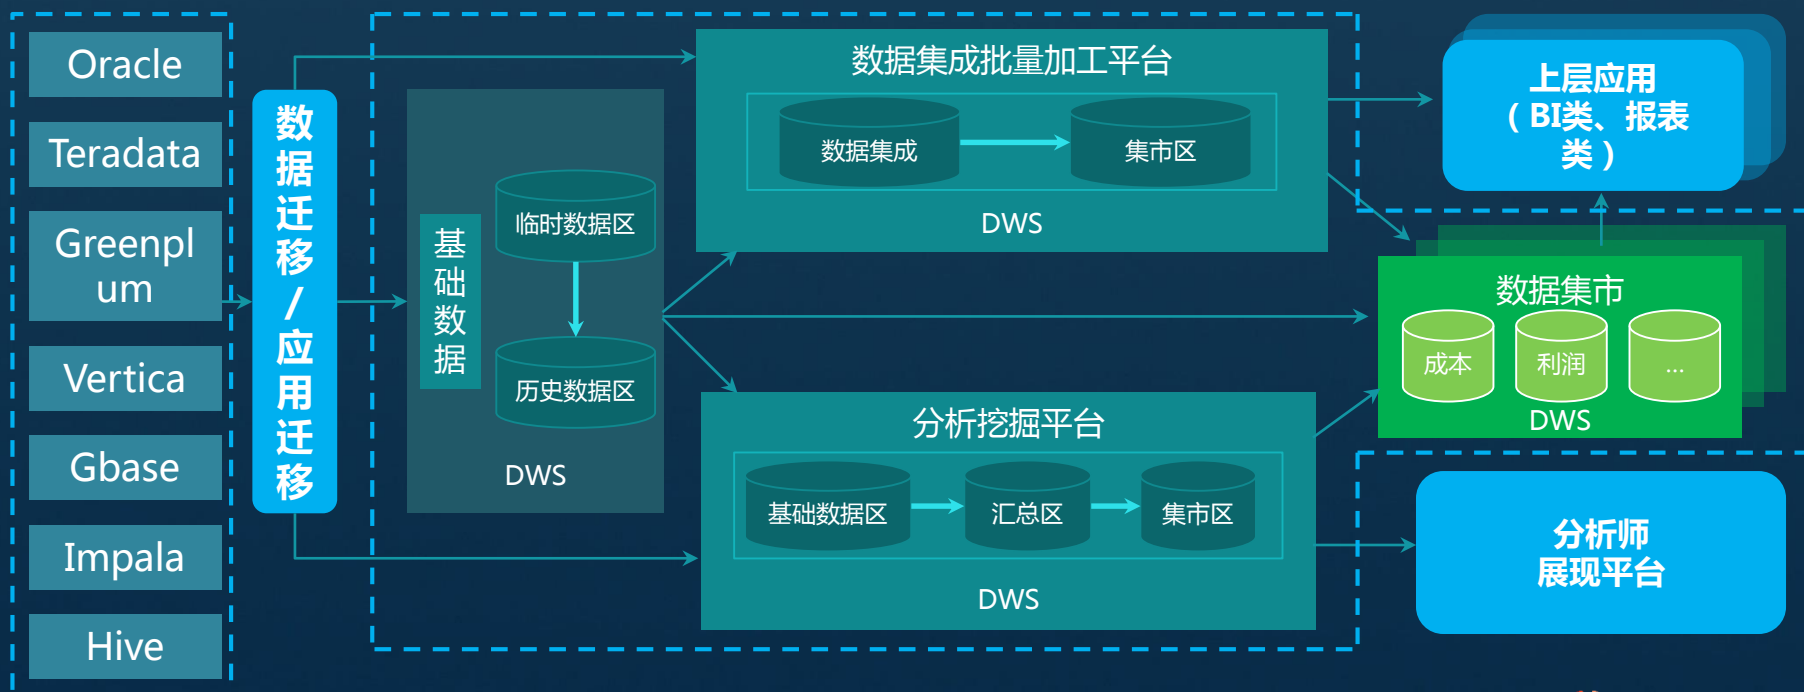 Oracle
Teradata
Greenpl
um
Vertica
Gbase
Impala
Hive
数
据
迁
移
/
应
用
迁
移
基
础
数
据
临时数据区
历史数据区
DWS
数据集成批量加工平台
数据集成
集市区
DWS
分析挖掘平台
基础数据区
汇总区
集市区
DWS
上层应用
（BI类、报表
类）
数据集市
成本
利润
...
DWS
分析师
展现平台